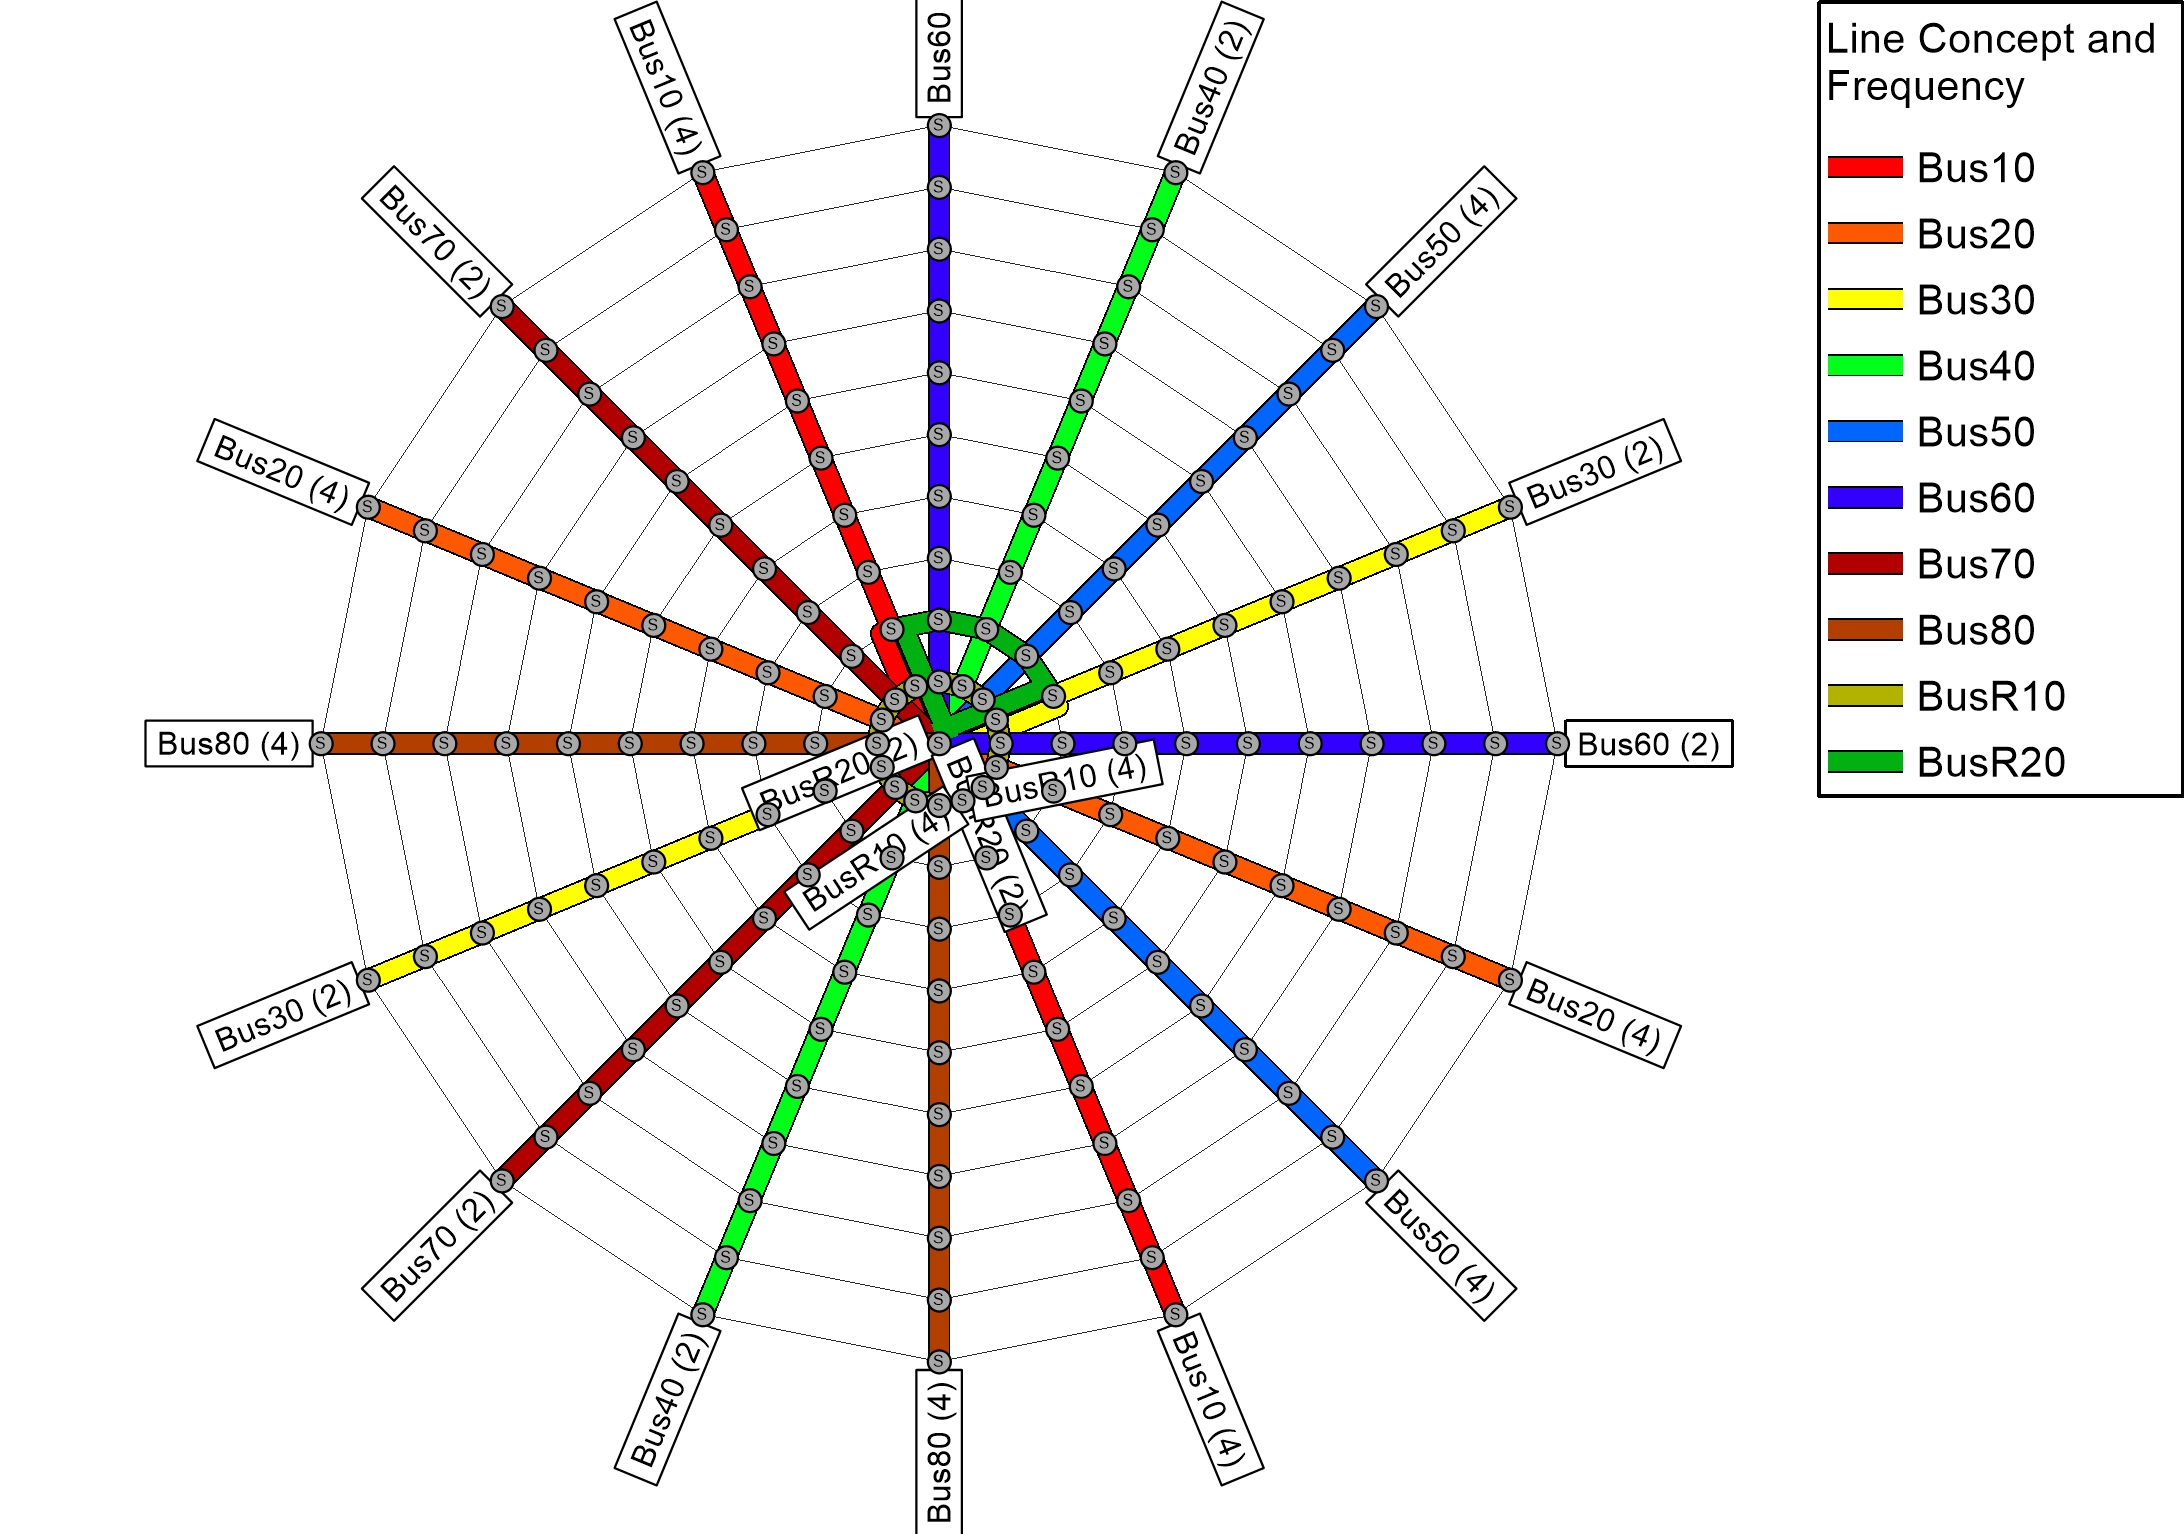 Bus60
Bus10 (4)
Bus40 (2)
Bus70 (2)
Bus50 (4)
Bus20 (4)
Bus30 (2)
Bus80 (4)
Bus60 (2)
BusR20 (2)
BusR10 (4)
BusR10 (4)
BusR20 (2)
Bus30 (2)
Bus20 (4)
Bus70 (2)
Bus50 (4)
Bus40 (2)
Bus80 (4)
Bus10 (4)
Line Concept and
Frequency
Bus10
Bus20
Bus30
Bus40
Bus50
Bus60
Bus70
Bus80
BusR10
BusR20